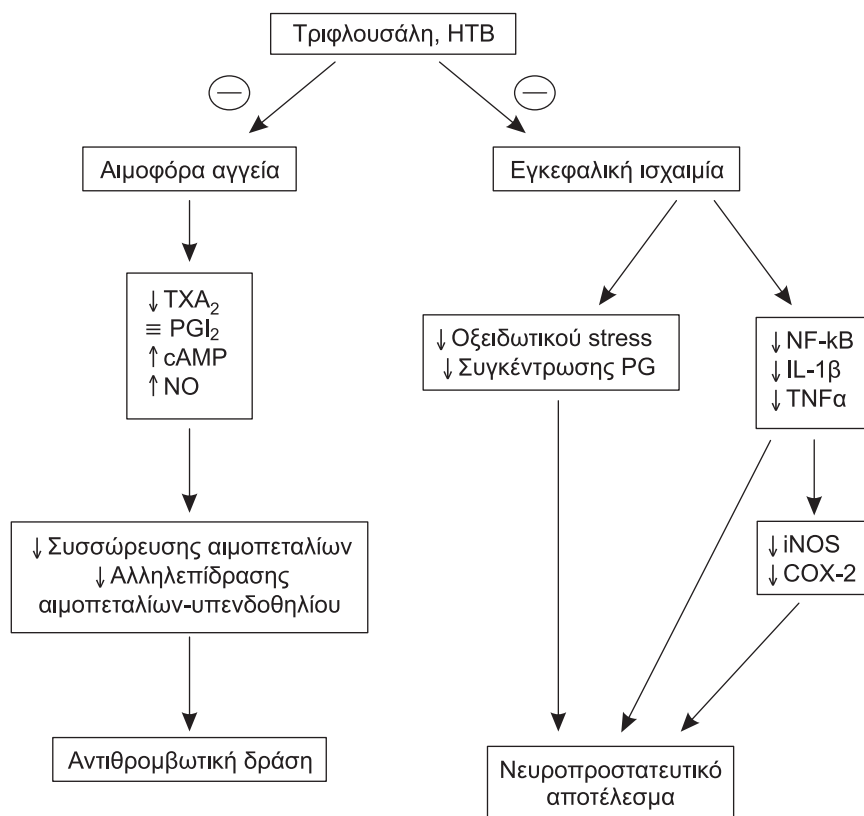 Τριφλουσάλη, HTB
Αιμοφόρα αγγεία
Εγκεφαλική ισχαιμία
↓ TXA₂
≡ PGI₂
↑ cAMP
↑ NO
↓ Οξειδωτικού stress
↓ Συγκέντρωσης PG
↓ NF-kB
↓ IL-1β
↓ TNFα
↓ Συσσώρευσης αιμοπεταλίων
↓ Αλληλεπίδρασης
αιμοπεταλίων-υπενδοθηλίου
↓ iNOS
↓ COX-2
Αντιθρομβωτική δράση
Νευροπροστατευτικό
αποτέλεσμα